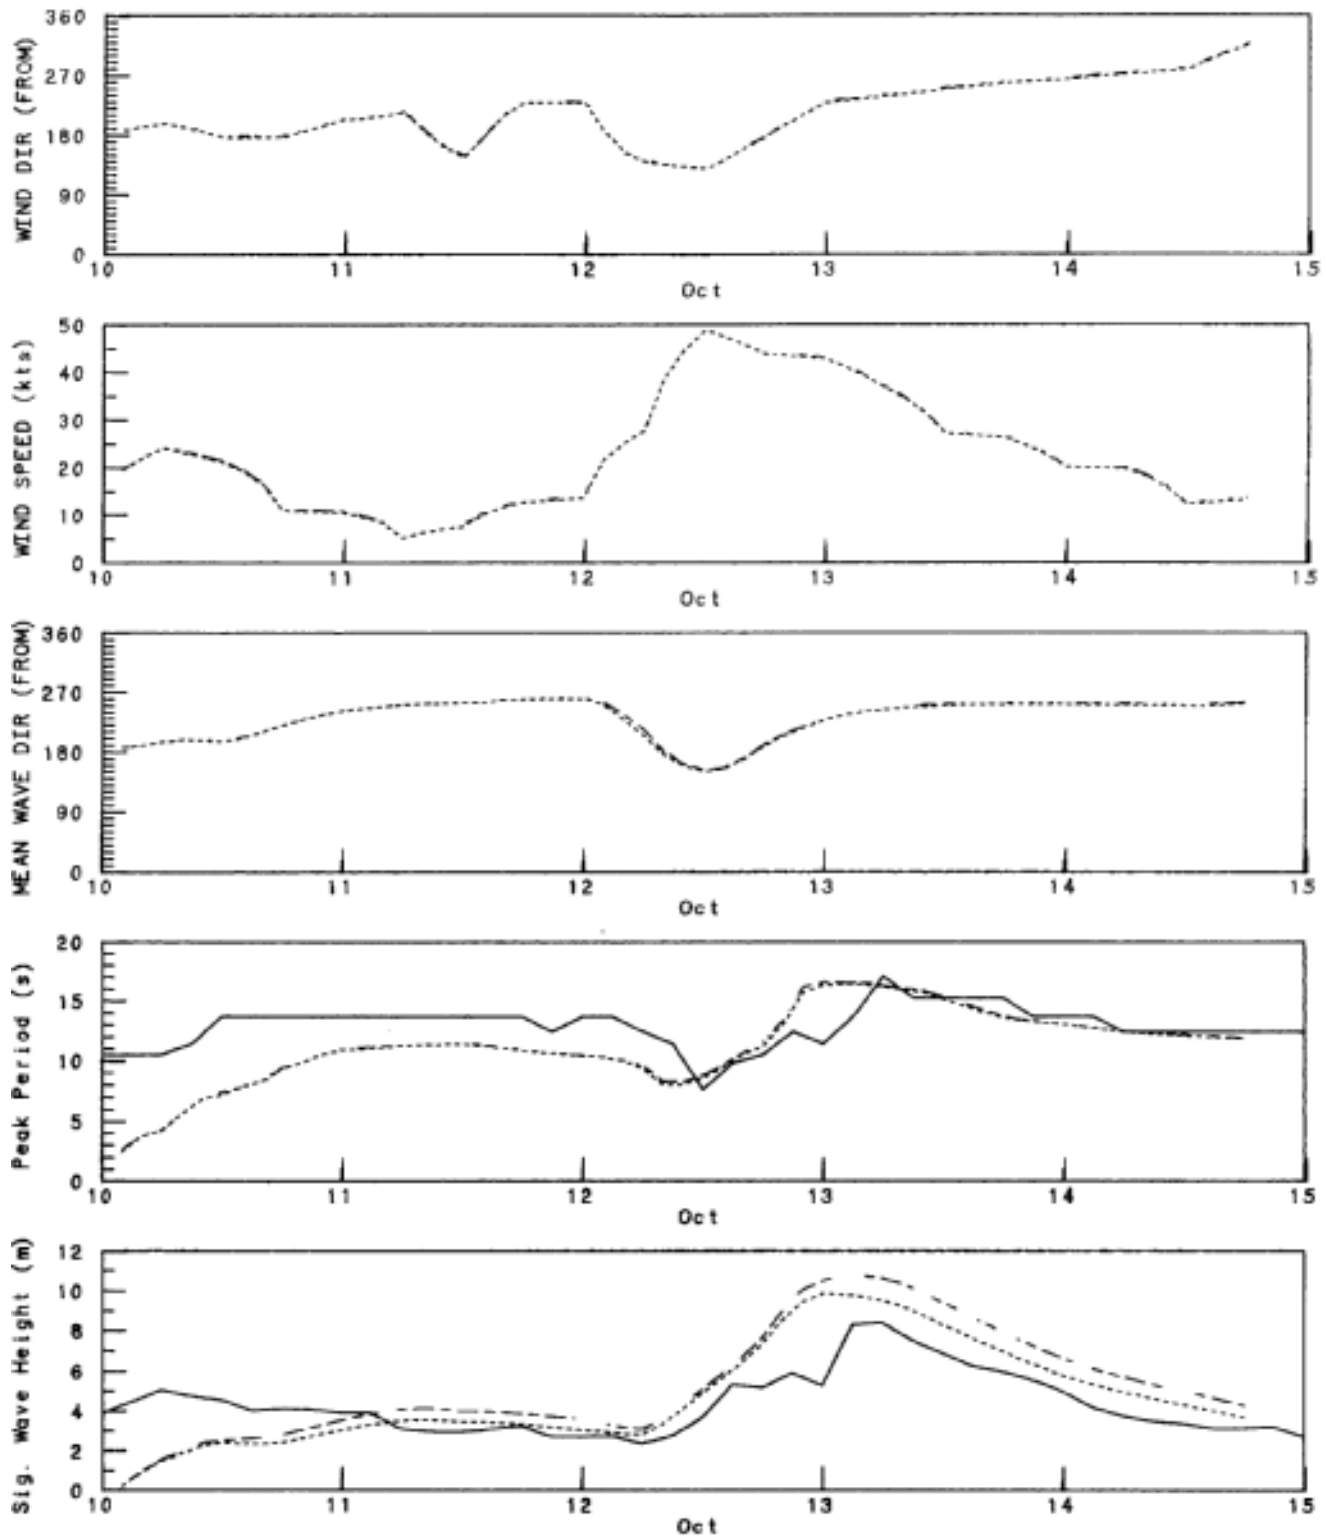 WIND DIR (FROM)
360
270
180
90
0
10 11 12 13 14 15
Oct
WIND SPEED (kts)
50
40
30
20
10
0
10 11 12 13 14 15
Oct
MEAN WAVE DIR (FROM)
360
270
180
90
0
10 11 12 13 14 15
Oct
Peak Period (s)
20
15
10
5
0
10 11 12 13 14 15
Oct
Sig. Wave Height (m)
12
10
8
6
4
2
0
10 11 12 13 14 15
Oct